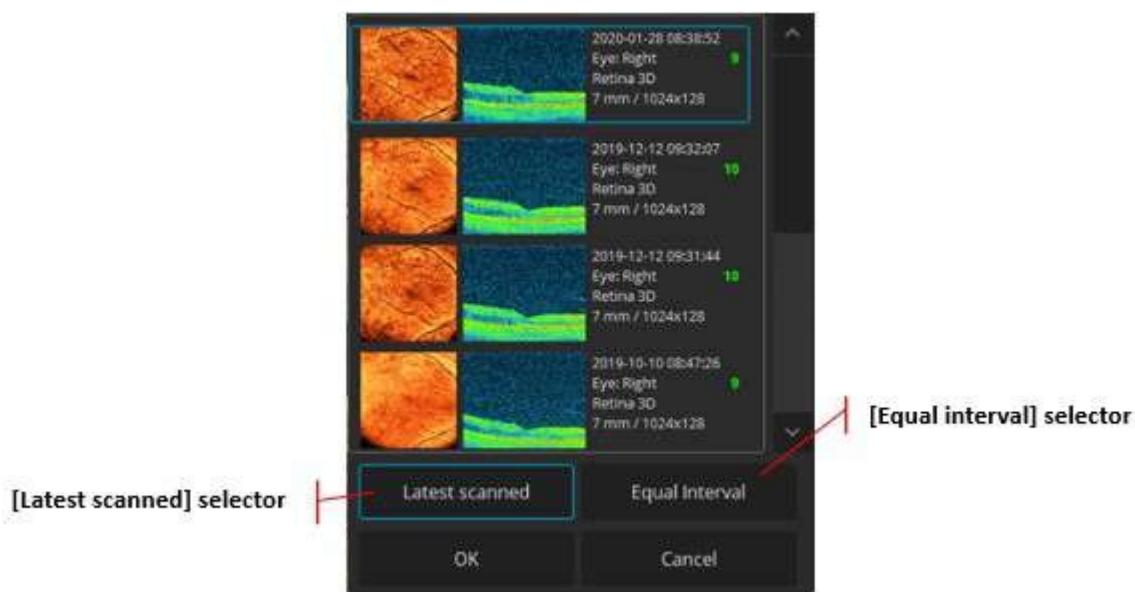 2020-01-28 08:38:52
Eye: Right 9
Retina 3D
7 mm / 1024x128
2019-12-12 09:32:07
Eye: Right 10
Retina 3D
7 mm / 1024x128
2019-12-12 09:31:44
Eye: Right 10
Retina 3D
7 mm / 1024x128
2019-10-10 08:47:26
Eye: Right 9
Retina 3D
7 mm / 1024x128
[Equal interval] selector
[Latest scanned] selector
Latest scanned
Equal Interval
OK
Cancel